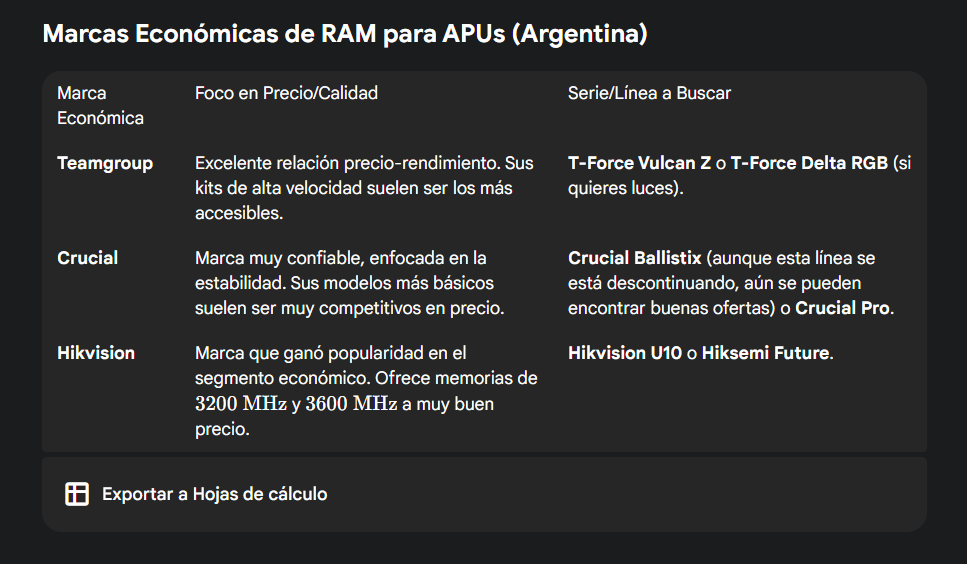 Marcas Económicas de RAM para APUs (Argentina)
Marca
Económica
Foco en Precio/Calidad
Serie/Línea a Buscar
Teamgroup
Excelente relación precio-rendimiento. Sus
kits de alta velocidad suelen ser los más
accesibles.
T-Force Vulcan Z o T-Force Delta RGB (si
quieres luces).
Crucial
Marca muy confiable, enfocada en la
estabilidad. Sus modelos más básicos
suelen ser muy competitivos en precio.
Crucial Ballistix (aunque esta línea se
está descontinuando, aún se pueden
encontrar buenas ofertas) o Crucial Pro.
Hikvision
Marca que ganó popularidad en el
segmento económico. Ofrece memorias de
3200 MHz y 3600 MHz a muy buen
precio.
Hikvision U10 o Hiksemi Future.
Exportar a Hojas de cálculo